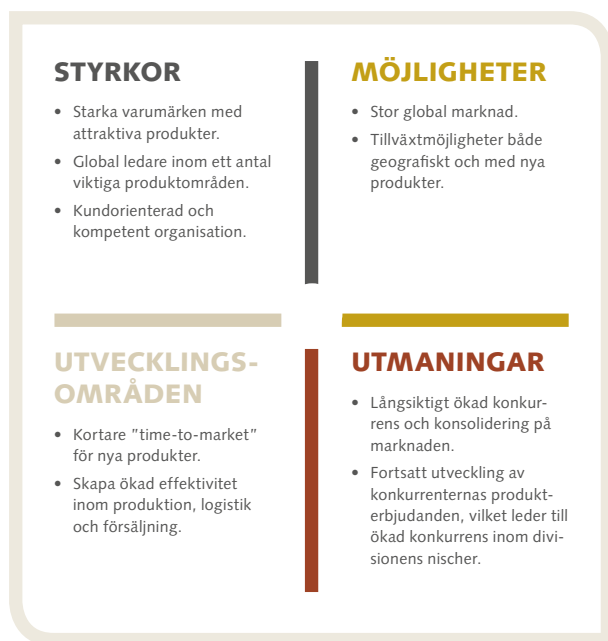 STYRKOR
• Starka varumärken med
attraktiva produkter.
• Global ledare inom ett antal
viktiga produktområden.
• Kundorienterad och
kompetent organisation.
MÖJLIGHETER
• Stor global marknad.
• Tillväxtmöjligheter både
geografiskt och med nya
produkter.
UTVECKLINGS-
OMRÅDEN
• Kortare ”time-to-market”
för nya produkter.
• Skapa ökad effektivitet
inom produktion, logistik
och försäljning.
UTMANINGAR
• Långsiktigt ökad konkur-
rens och konsolidering på
marknaden.
• Fortsatt utveckling av
konkurrenternas produkt-
erbjudanden, vilket leder till
ökad konkurrens inom divi-
sionens nischer.